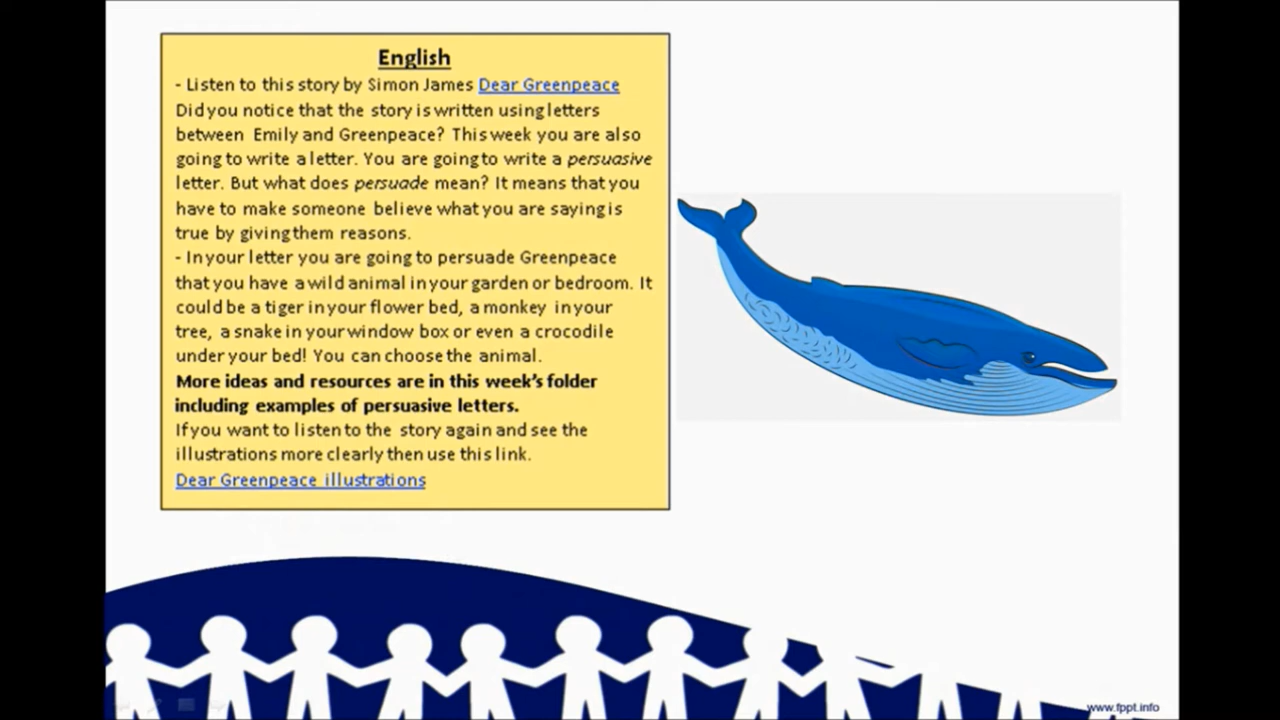 English
- Listen to this story by Simon James Dear Greenpeace
Did you notice that the story is written using letters
between Emily and Greenpeace? This week you are also
going to write a letter. You are going to write a persuasive
letter. But what does persuade mean? It means that you
have to make someone believe what you are saying is
true by giving them reasons.
- In your letter you are going to persuade Greenpeace
that you have a wild animal in your garden or bedroom. It
could be a tiger in your flower bed, a monkey in your
tree, a snake in your window box or even a crocodile
under your bed! You can choose the animal.
More ideas and resources are in this week's folder
including examples of persuasive letters.
If you want to listen to the story again and see the
illustrations more clearly then use this link.
Dear Greenpeace illustrations
www.fppt.info